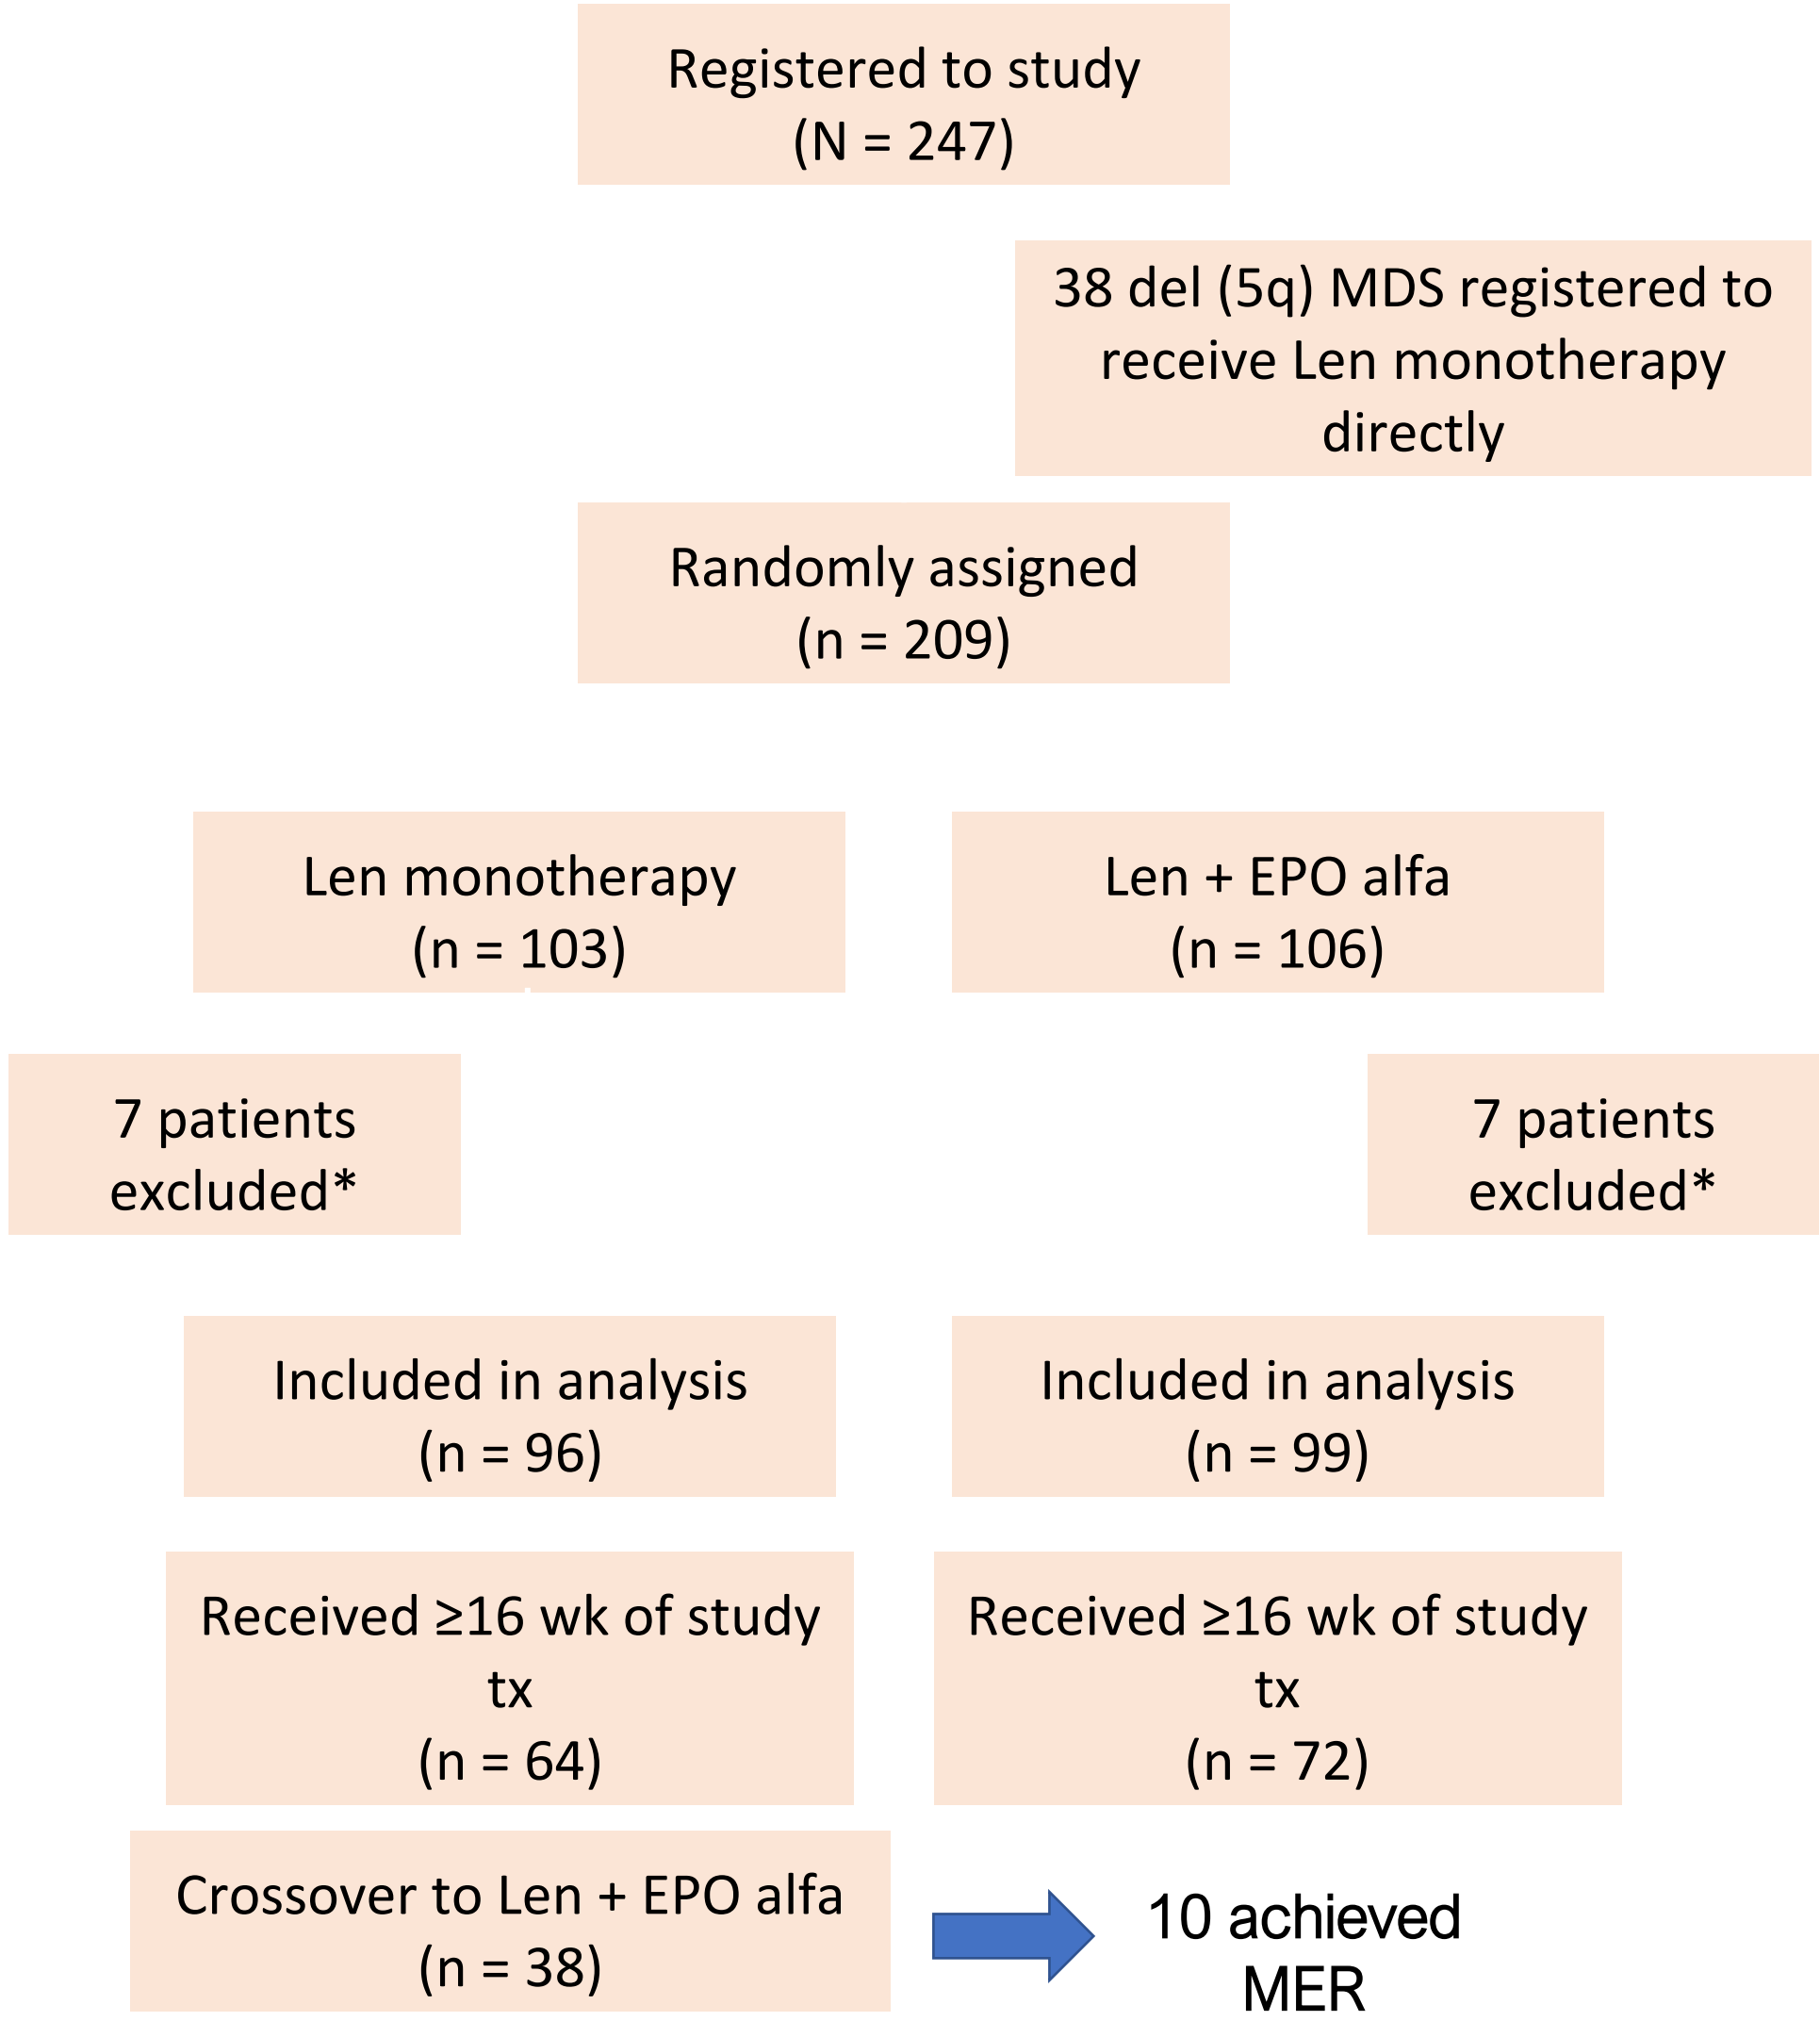 Registered to study
(N = 247)
38 del (5q) MDS registered to
receive Len monotherapy
directly
Randomly assigned
(n = 209)
Len monotherapy
(n = 103)
Len + EPO alfa
(n = 106)
7 patients
excluded*
7 patients
excluded*
Included in analysis
(n = 96)
Included in analysis
(n = 99)
Received ≥16 wk of study
tx
(n = 64)
Received ≥16 wk of study
tx
(n = 72)
Crossover to Len + EPO alfa
(n = 38)
10 achieved
MER